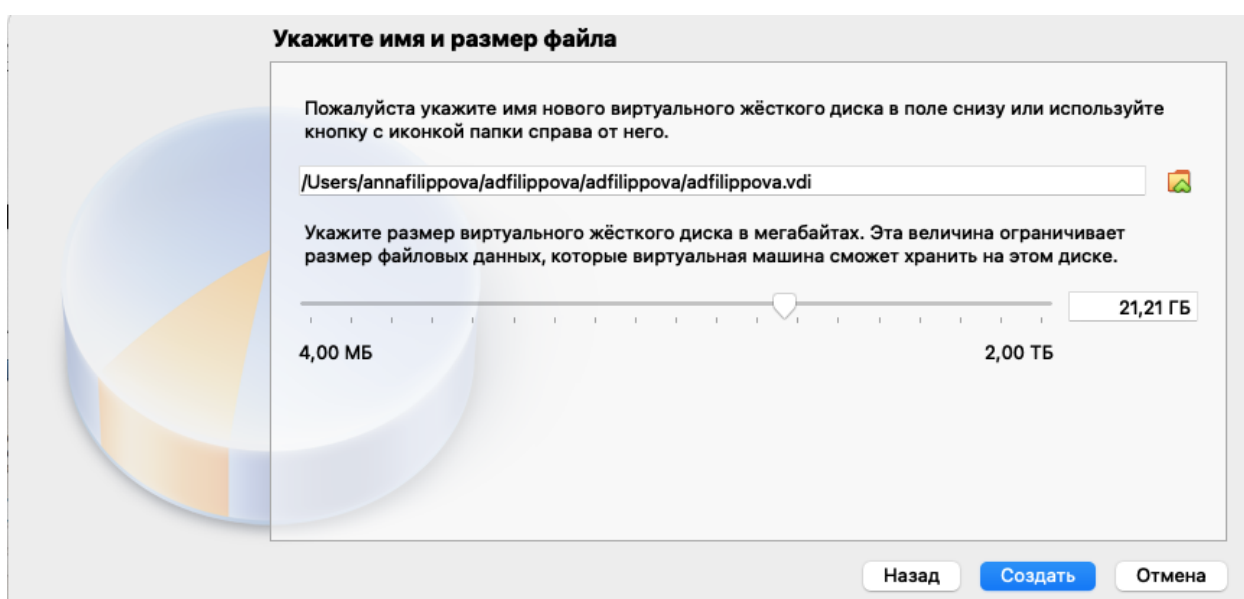 Укажите имя и размер файла
Пожалуйста укажите имя нового виртуального жёсткого диска в поле снизу или используйте
кнопку с иконкой папки справа от него.
/Users/annafilippova/adfilippova/adfilippova/adfilippova.vdi
Укажите размер виртуального жёсткого диска в мегабайтах. Эта величина ограничивает
размер файловых данных, которые виртуальная машина сможет хранить на этом диске.
21,21 ГБ
4,00 МБ 2,00 ТБ
Назад Создать Отмена